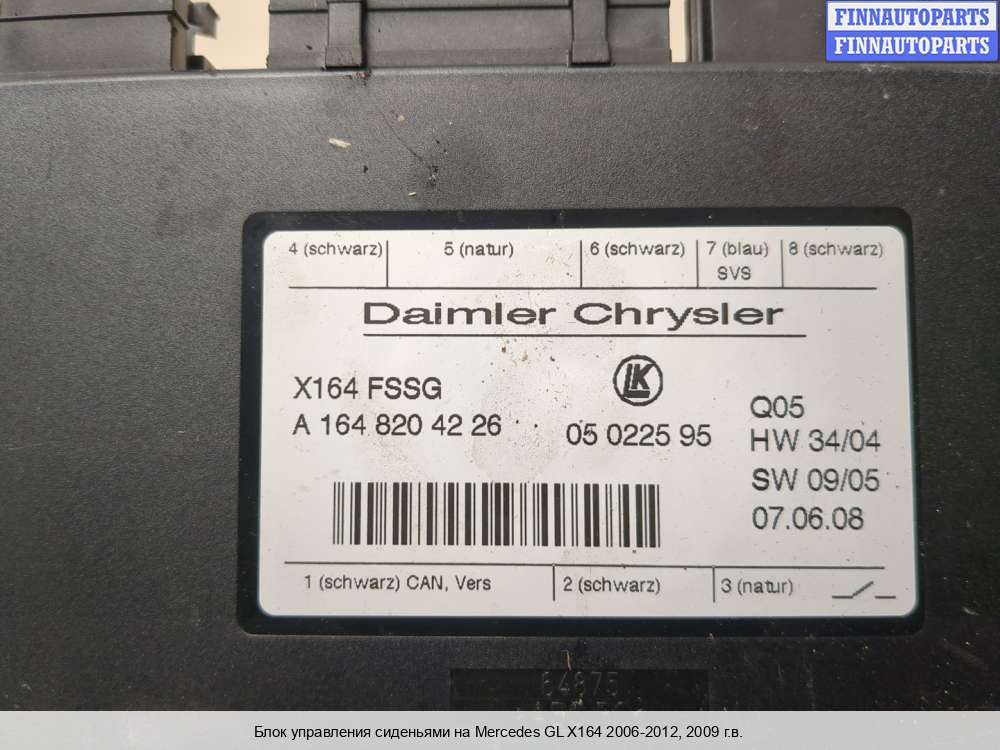 FINNAUTOPARTS
FINNAUTOPARTS
4 (schwarz) 5 (natur) 6 (schwarz) 7 (blau) 8 (schwarz)
SVS
Daimler Chrysler
X164 FSSG LK
A 164 820 42 26 05 0225 95
Q05
HW 34/04
SW 09/05
07.06.08
1 (schwarz) CAN, Vers 2 (schwarz) 3 (natur)
64875
Блок управления сиденьями на Mercedes GL X164 2006-2012, 2009 г.в.